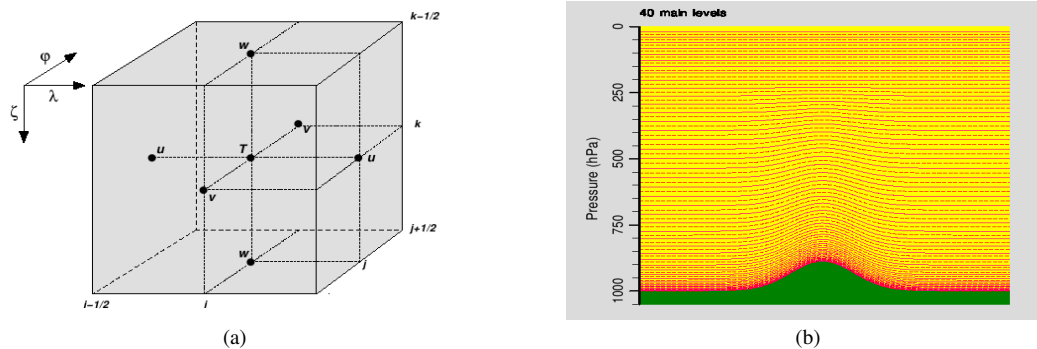 k−1/2
w
φ
λ
ζ
v
k
u
T
u
v
j+1/2
w
j
i−1/2
i
(a)
40 main levels
0
250
500
750
1000
Pressure (hPa)
(b)